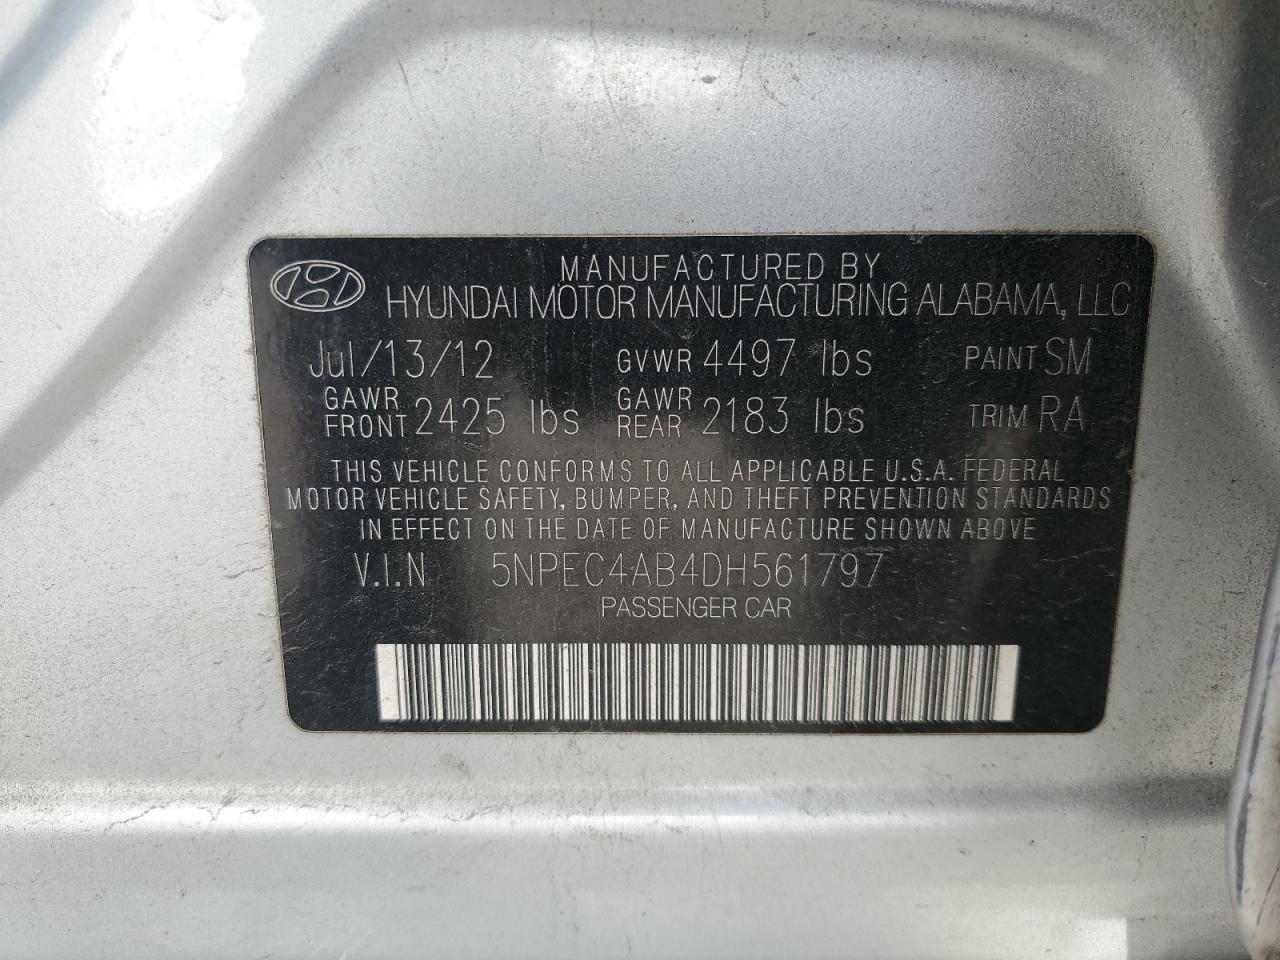 MANUFACTURED BY
HYUNDAI MOTOR MANUFACTURING ALABAMA, LLC
Jul/13/12 GVWR 4497 lbs PAINT SM
GAWR FRONT 2425 lbs GAWR REAR 2183 lbs TRIM RA
THIS VEHICLE CONFORMS TO ALL APPLICABLE U.S.A. FEDERAL
MOTOR VEHICLE SAFETY, BUMPER, AND THEFT PREVENTION STANDARDS
IN EFFECT ON THE DATE OF MANUFACTURE SHOWN ABOVE
V.I.N 5NPEC4AB4DH561797
PASSENGER CAR